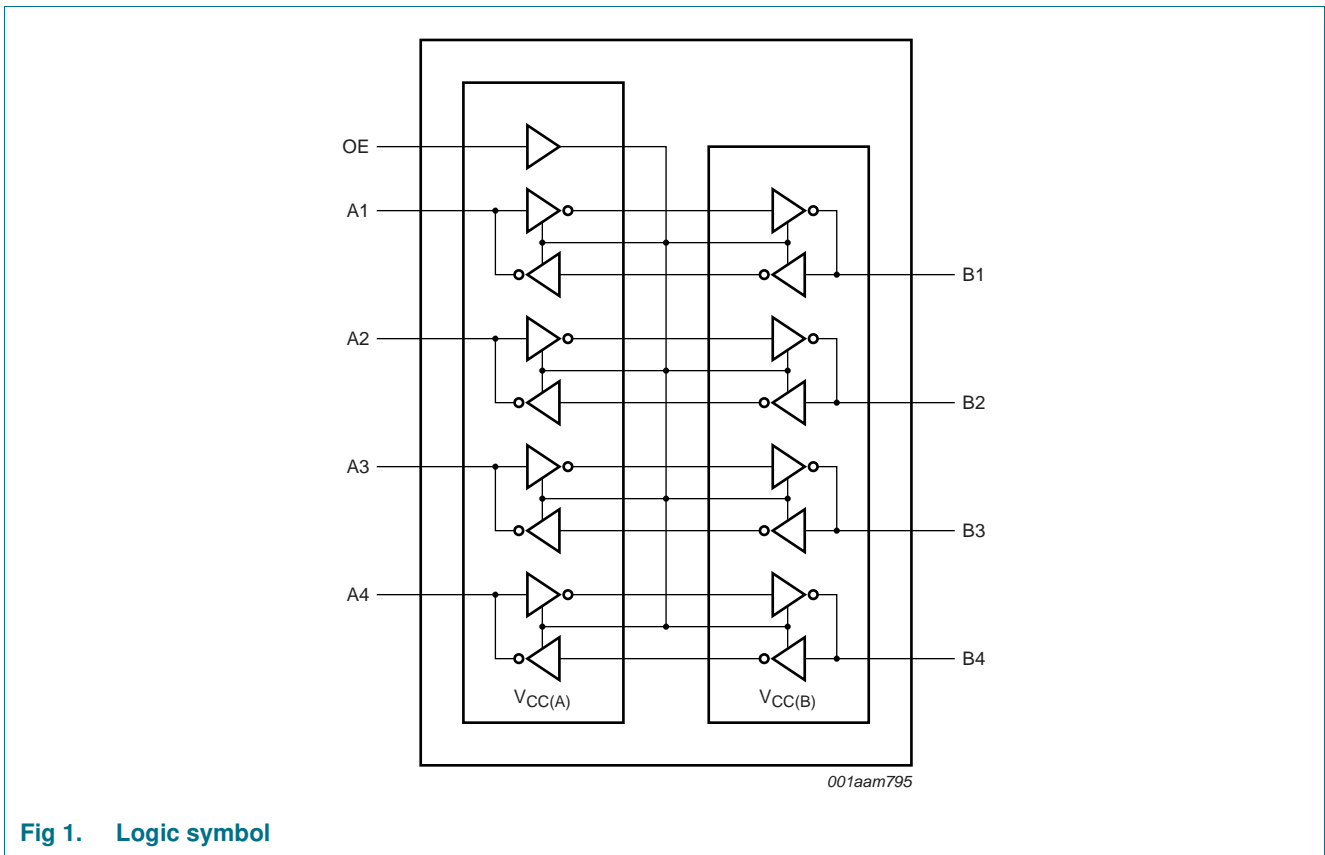 OE
A1
B1
A2
B2
A3
B3
A4
B4
VCC(A)
VCC(B)
001aam795
Fig 1. Logic symbol